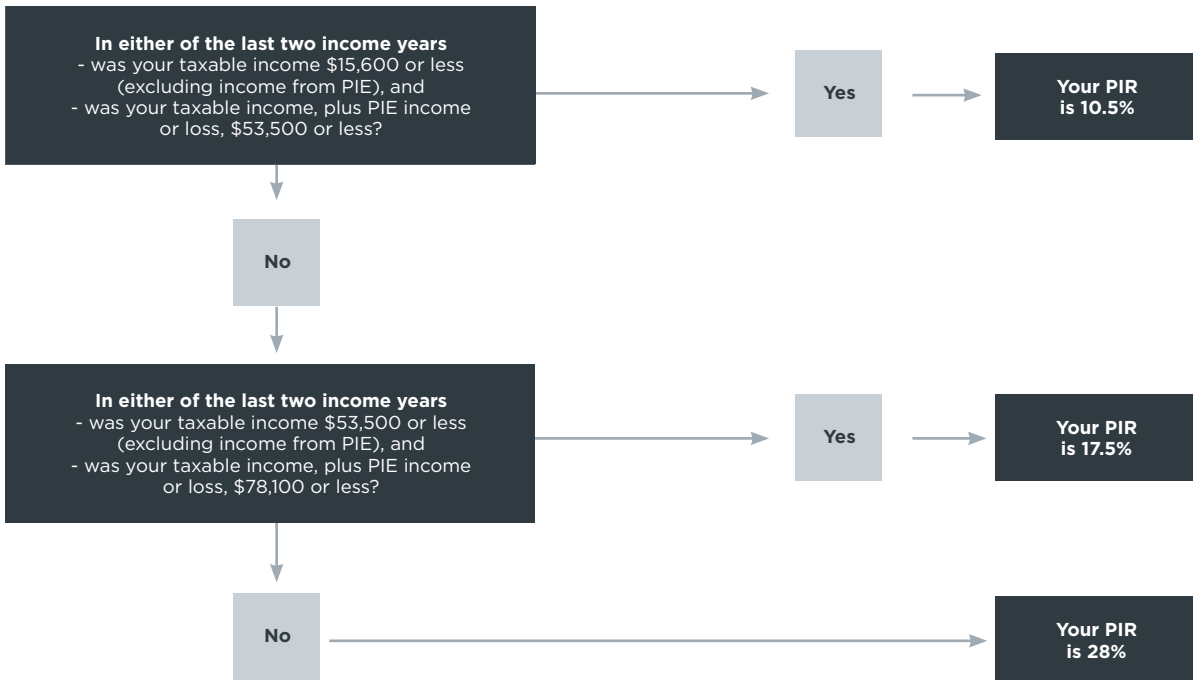 In either of the last two income years
- was your taxable income $15,600 or less
(excluding income from PIE), and
- was your taxable income, plus PIE income
or loss, $53,500 or less?
Yes
Your PIR
is 10.5%
No
In either of the last two income years
- was your taxable income $53,500 or less
(excluding income from PIE), and
- was your taxable income, plus PIE income
or loss, $78,100 or less?
Yes
Your PIR
is 17.5%
No
Your PIR
is 28%